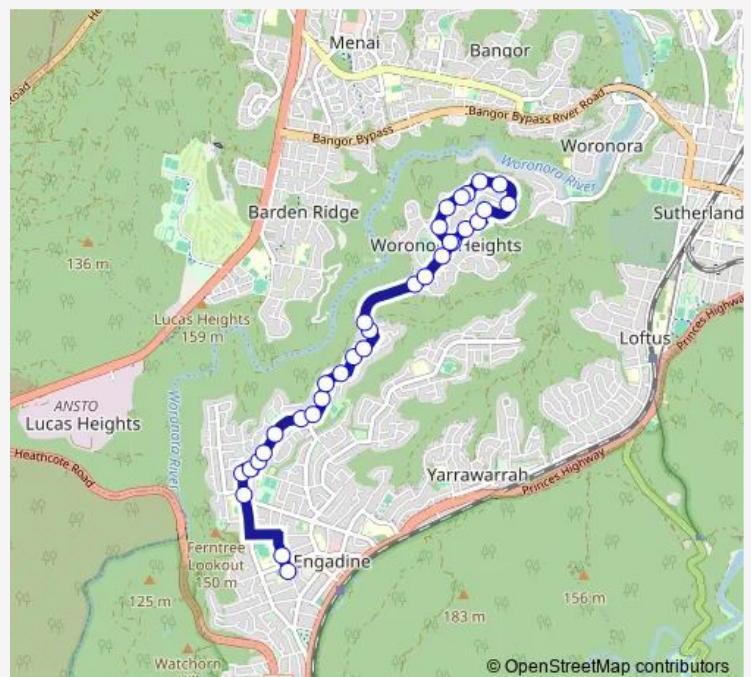 Menai
Bangor
Road
Bangor Bypass River Road
Bangor Bypass
Woronora
Woronora River
Barden Ridge
Sutherland
136 m
Heights
Lucas Heights
159 m
Princes Highway
Loftus
ANSTO
Lucas Heights
Woronora River
Heathcote Road
Yarrawarrah
Princes Highway
Ferntree
Lookout
150 m
Engadine
125 m
156 m
183 m
Watchorn
© OpenStreetMap contributors